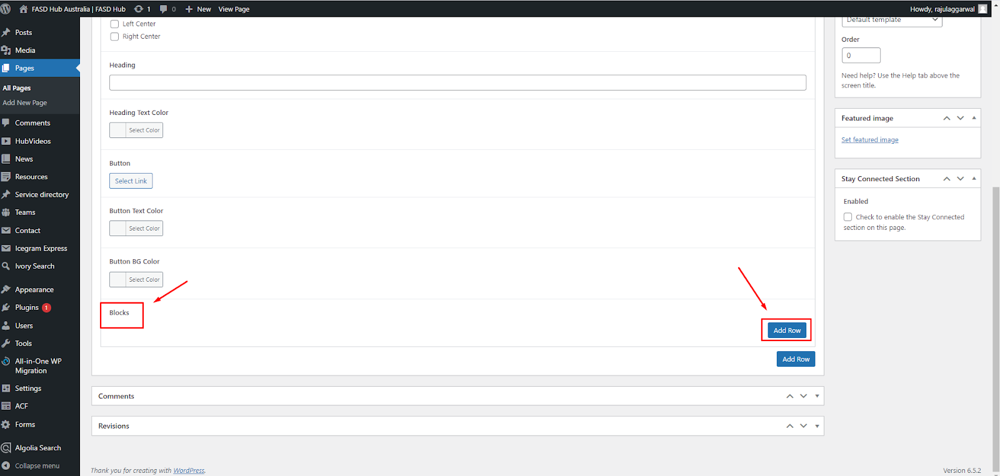 FASD Hub Australia | FASD Hub 1 0 New View Page
Howdy, rajulaggarwal
Posts
Media
Pages
All Pages
Add New Page
Comments
HubVideos
News
Resources
Service directory
Teams
Contact
Icegram Express
Ivory Search
Appearance
Plugins 1
Users
Tools
All-in-One WP
Migration
Settings
ACF
Forms
Algolia Search
Collapse menu
Left Center
Right Center
Heading
Heading Text Color
Select Color
Button
Select Link
Button Text Color
Select Color
Button BG Color
Select Color
Blocks
Add Row
Add Row
Comments
Revisions
Default template
Order
0
Need help? Use the Help tab above the
screen title.
Featured image
Set featured image
Stay Connected Section
Enabled
Check to enable the Stay Connected
section on this page.
Thank you for creating with WordPress.
Version 6.5.2